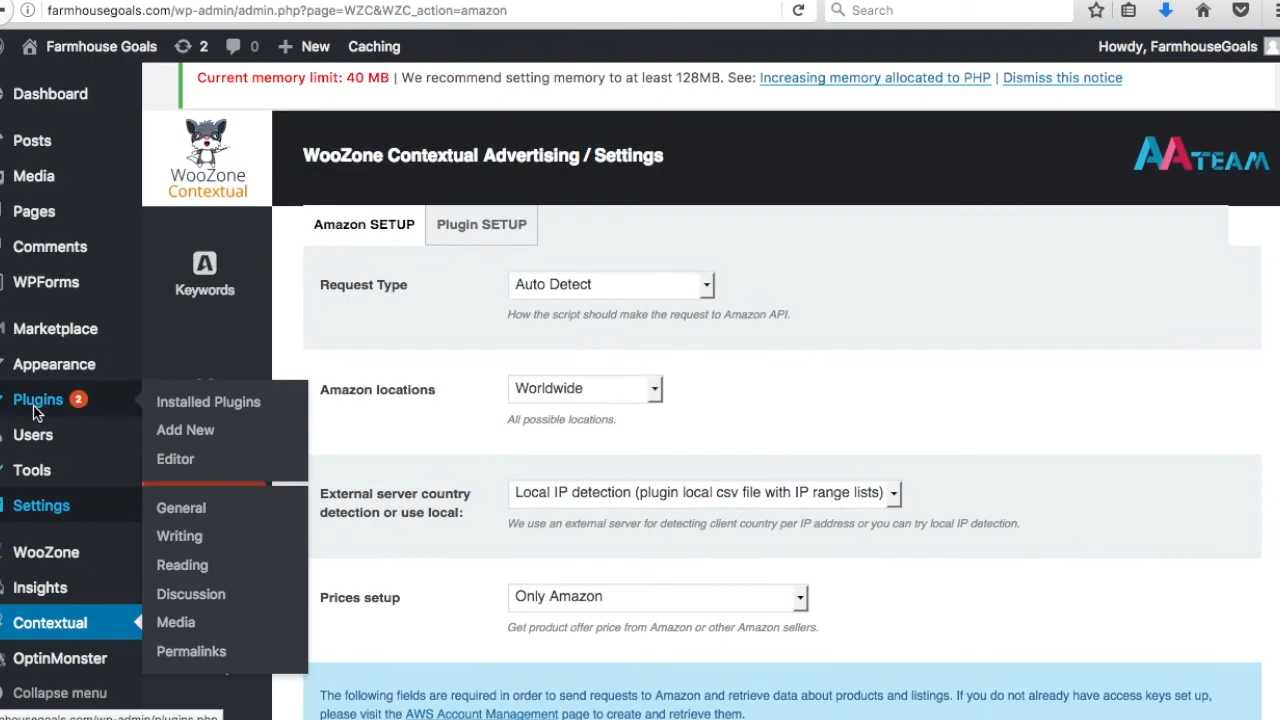 farmhousegoals.com/wp-admin/admin.php?page=WZC&WZC_action=amazon
Search
Farmhouse Goals
2
0
New
Caching
Howdy, FarmhouseGoals
Current memory limit: 40 MB | We recommend setting memory to at least 128MB. See: Increasing memory allocated to PHP | Dismiss this notice
Dashboard
Posts
Media
Pages
Comments
WPForms
Marketplace
Appearance
Plugins 2
Users
Tools
Settings
WooZone
Insights
Contextual
OptinMonster
Collapse menu
Installed Plugins
Add New
Editor
General
Writing
Reading
Discussion
Media
Permalinks
WooZone
Contextual
Keywords
WooZone Contextual Advertising / Settings
AATEAM
Amazon SETUP
Plugin SETUP
Request Type
Auto Detect
How the script should make the request to Amazon API.
Amazon locations
Worldwide
All possible locations.
External server country
detection or use local:
Local IP detection (plugin local csv file with IP range lists)
We use an external server for detecting client country per IP address or you can try local IP detection.
Prices setup
Only Amazon
Get product offer price from Amazon or other Amazon sellers.
The following fields are required in order to send requests to Amazon and retrieve data about products and listings. If you do not already have access keys set up,
please visit the AWS Account Management page to create and retrieve them.